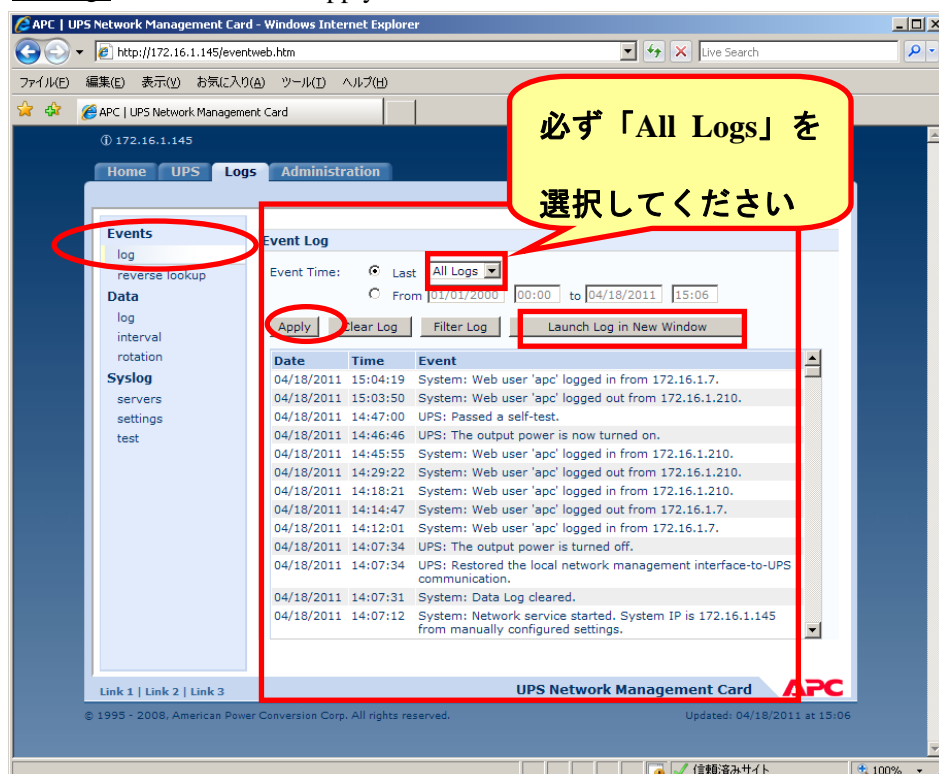 APC | UPS Network Management Card - Windows Internet Explorer
http://172.16.1.145/eventweb.htm
Live Search
ファイル(F) 編集(E) 表示(V) お気に入り(A) ツール(T) ヘルプ(H)
APC | UPS Network Management Card
必ず「All Logs」を
選択してください
172.16.1.145
Home UPS Logs Administration
Events
log
reverse lookup
Data
log
interval
rotation
Syslog
servers
settings
test
Event Log
Event Time: Last All Logs
From 01/01/2000 00:00 to 04/18/2011 15:06
Apply Clear Log Filter Log Launch Log in New Window
Date Time Event
04/18/2011 15:04:19 System: Web user 'apc' logged in from 172.16.1.7.
04/18/2011 15:03:50 System: Web user 'apc' logged out from 172.16.1.210.
04/18/2011 14:47:00 UPS: Passed a self-test.
04/18/2011 14:46:46 UPS: The output power is now turned on.
04/18/2011 14:45:55 System: Web user 'apc' logged in from 172.16.1.210.
04/18/2011 14:29:22 System: Web user 'apc' logged out from 172.16.1.210.
04/18/2011 14:18:21 System: Web user 'apc' logged in from 172.16.1.210.
04/18/2011 14:14:47 System: Web user 'apc' logged out from 172.16.1.7.
04/18/2011 14:12:01 System: Web user 'apc' logged in from 172.16.1.7.
04/18/2011 14:07:34 UPS: The output power is turned off.
04/18/2011 14:07:34 UPS: Restored the local network management interface-to-UPS
communication.
04/18/2011 14:07:31 System: Data Log cleared.
04/18/2011 14:07:12 System: Network service started. System IP is 172.16.1.145
from manually configured settings.
Link 1 | Link 2 | Link 3
UPS Network Management Card
APC
© 1995 - 2008, American Power Conversion Corp. All rights reserved.
Updated: 04/18/2011 at 15:06
信頼済みサイト
100%